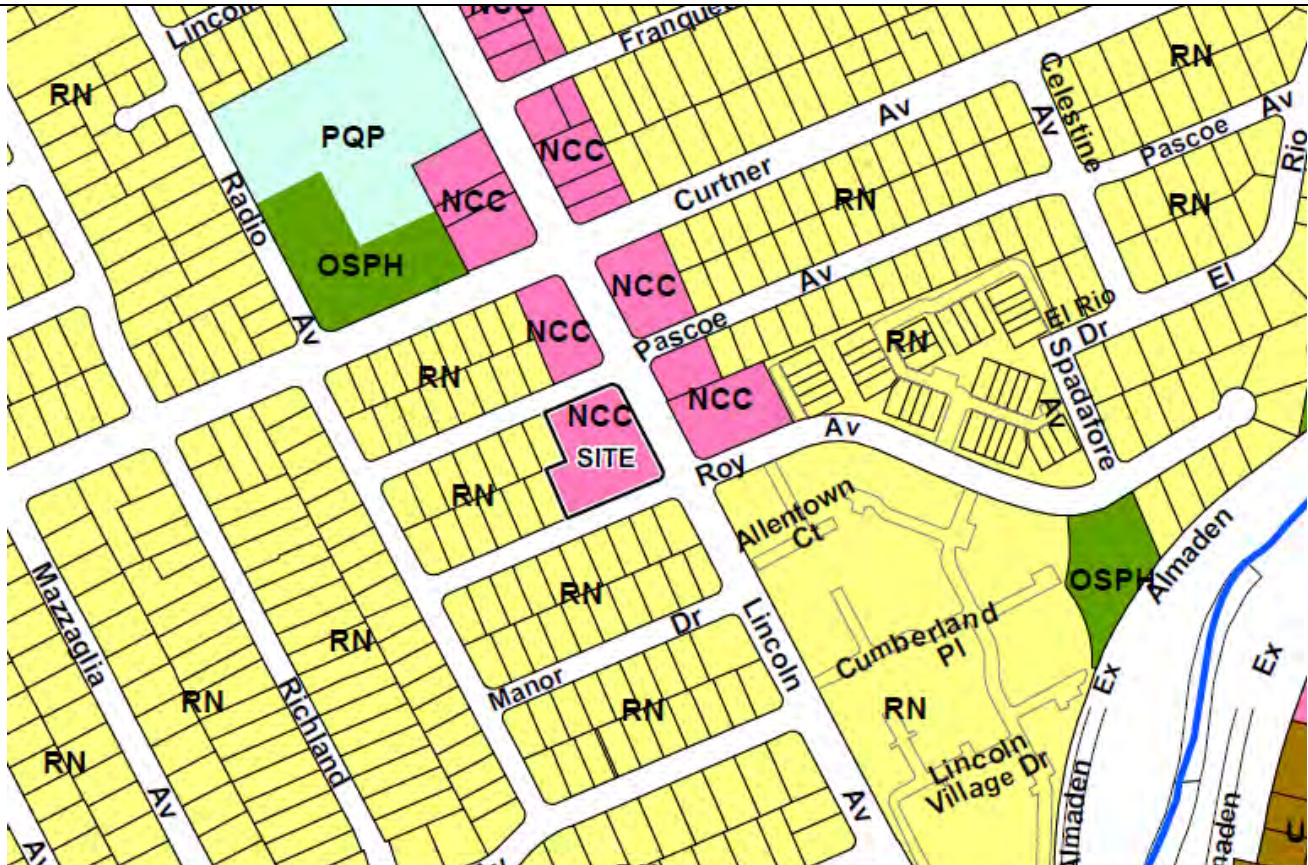 Lincoln
NCC
Franque
RN
RN
Celestine
Av
Av
Av
Pascoe
Rio
PQP
NCC
Radio
NCC
Curtner
RN
RN
OSPH
NCC
Av
El
El Rio
Dr
Av
NCC
Pascoe
RN
RN
Spadafore
NCC
NCC
SITE
Av
Av
Roy
RN
Allentown
Ct
Almaden
OSPH
Mazzaglia
RN
Dr
Lincoln
Cumberland
Pl
RN
Ex
Ex
RN
Manor
RN
RN
Richland
RN
Lincoln
Village Dr
Av
Av
Almaden
Av